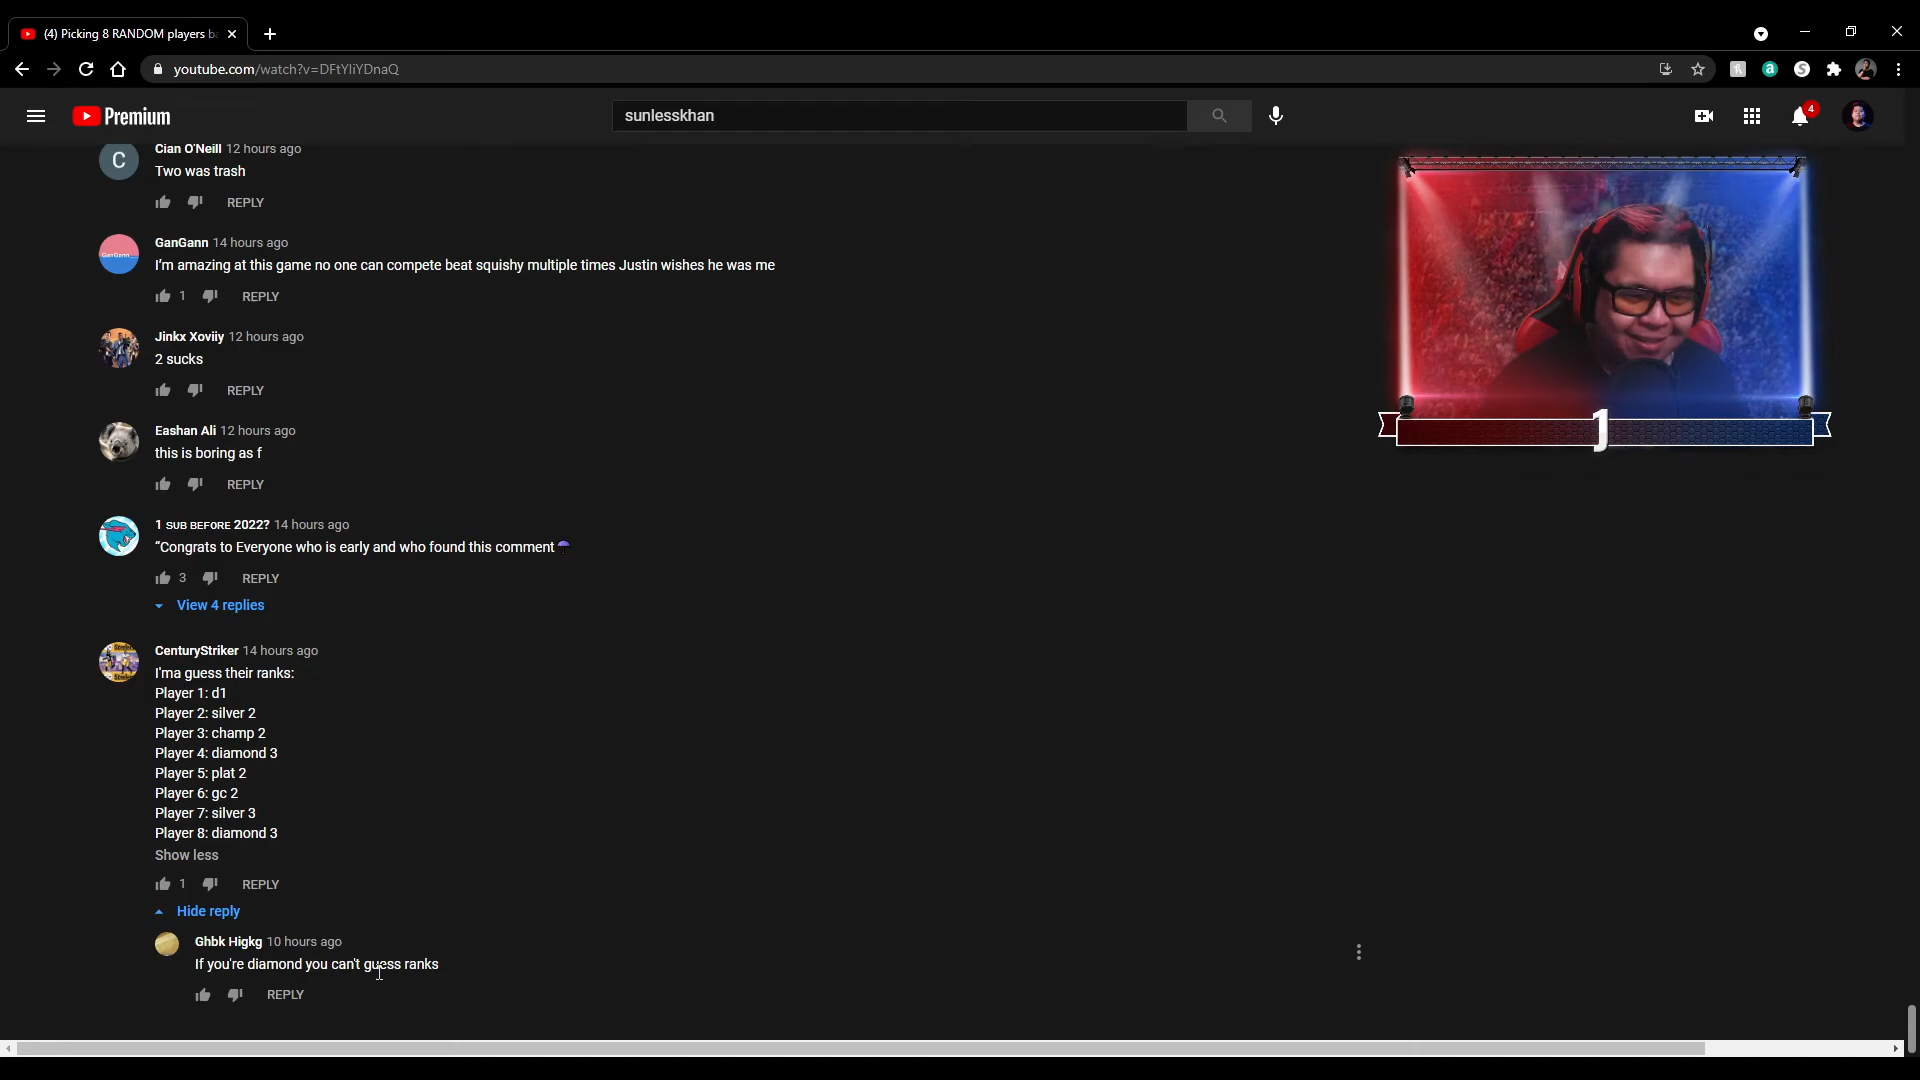 (4) Picking 8 RANDOM players ba
youtube.com/watch?v=DFtYliYDnaQ
Premium
sunlesskhan
4
C
Cian O'Neill 12 hours ago
Two was trash
REPLY
GanGann
GanGann 14 hours ago
I'm amazing at this game no one can compete beat squishy multiple times Justin wishes he was me
1 REPLY
Jinkx Xoviiy 12 hours ago
2 sucks
REPLY
Eashan Ali 12 hours ago
this is boring as f
REPLY
1 SUB BEFORE 2022? 14 hours ago
“Congrats to Everyone who is early and who found this comment☂
3 REPLY
View 4 replies
CenturyStriker 14 hours ago
I'ma guess their ranks:
Player 1: d1
Player 2: silver 2
Player 3: champ 2
Player 4: diamond 3
Player 5: plat 2
Player 6: gc 2
Player 7: silver 3
Player 8: diamond 3
Show less
1 REPLY
Hide reply
Ghbk Higkg 10 hours ago
If you're diamond you can't guess ranks
REPLY
J